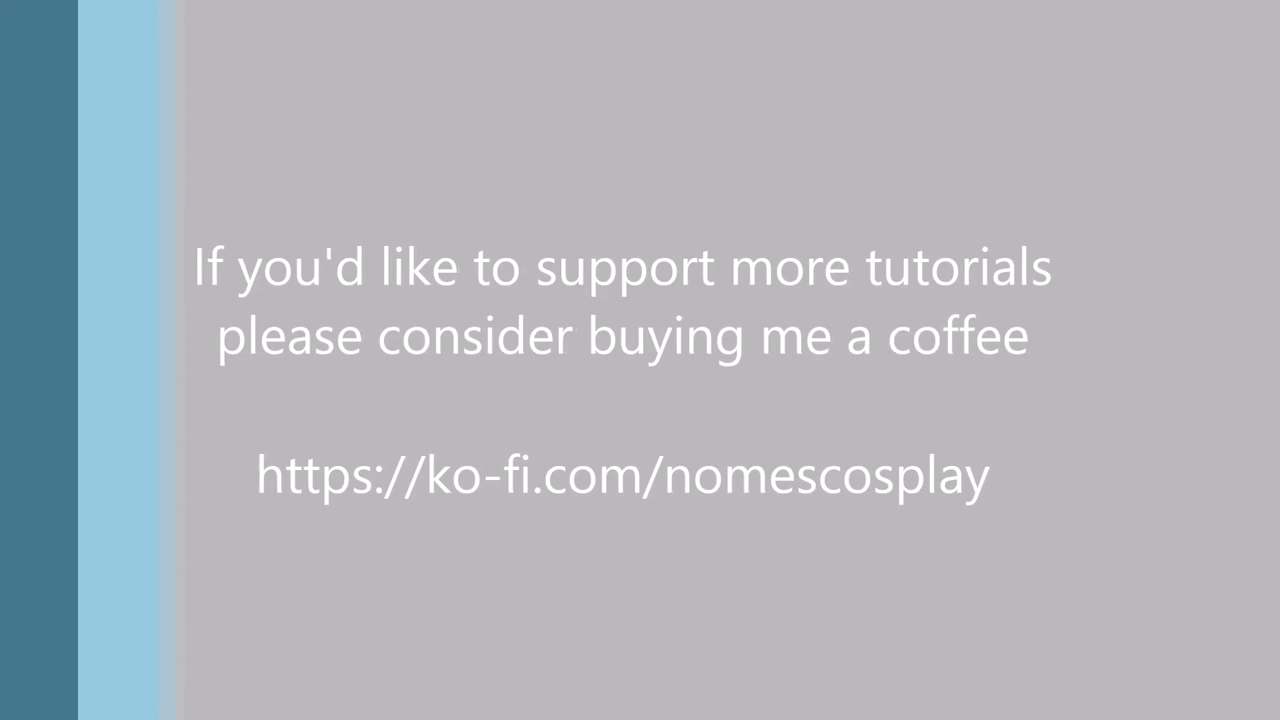 If you'd like to support more tutorials
please consider buying me a coffee
https://ko-fi.com/nomescosplay